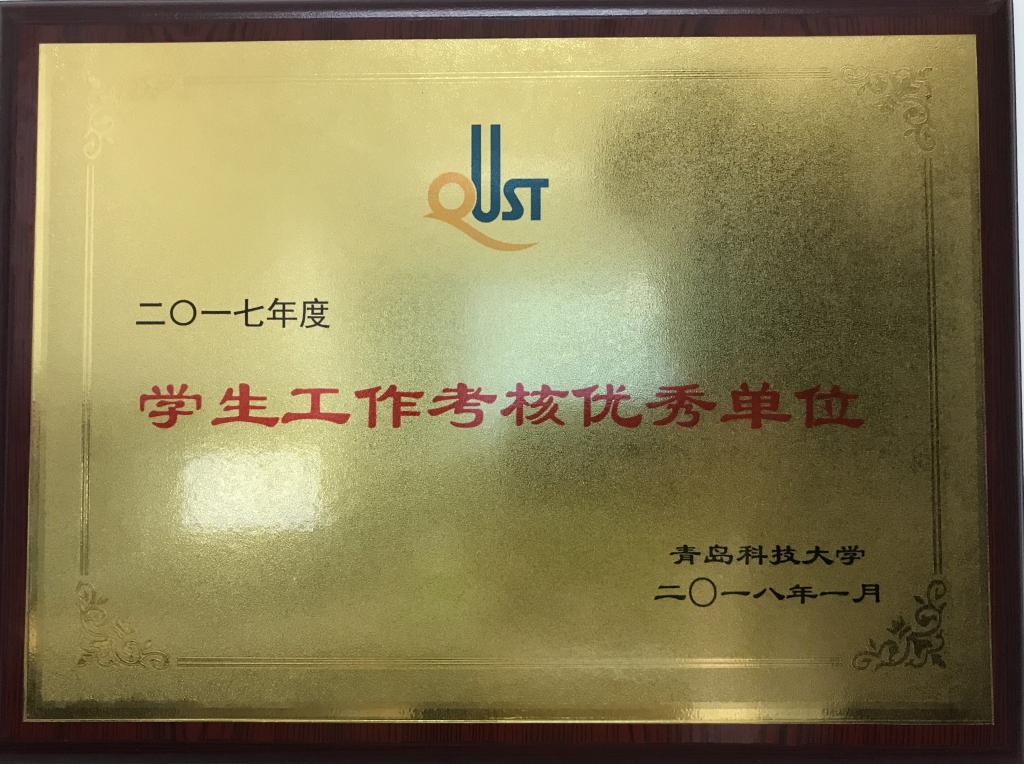 QUST
二〇一七年度
学生工作考核优秀单位
青岛科技大学
二〇一八年一月